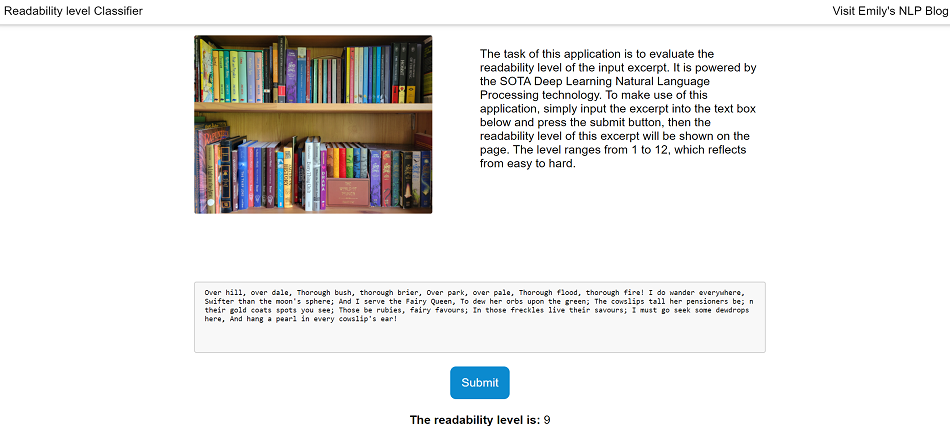 Readability level Classifier
Visit Emily's NLP Blog
The task of this application is to evaluate the
readability level of the input excerpt. It is powered by
the SOTA Deep Learning Natural Language
Processing technology. To make use of this
application, simply input the excerpt into the text box
below and press the submit button, then the
readability level of this excerpt will be shown on the
page. The level ranges from 1 to 12, which reflects
from easy to hard.
Over hill, over dale, Thorough bush, thorough brier, Over park, over pale, Thorough flood, thorough fire! I do wander everywhere,
Swifter than the moon's sphere; And I serve the Fairy Queen, To dew her orbs upon the green; The cowslips tall her pensioners be; n
their gold coats spots you see; Those be rubies, fairy favours; In those freckles live their savours; I must go seek some dewdrops
here, And hang a pearl in every cowslip's ear!
Submit
The readability level is: 9